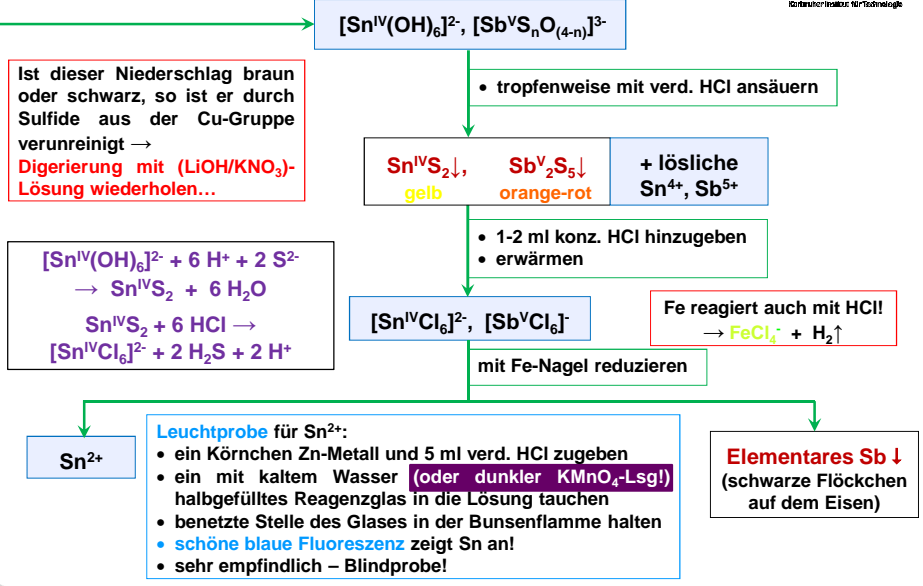 Karlsruher Institut für Technologie
[Snᴵⱽ(OH)₆]²⁻, [SbⱽSₙO₍₄₋ₙ₎]³⁻
Ist dieser Niederschlag braun
oder schwarz, so ist er durch
Sulfide aus der Cu-Gruppe
verunreinigt →
Digerierung mit (LiOH/KNO₃)-
Lösung wiederholen…
• tropfenweise mit verd. HCl ansäuern
SnᴵⱽS₂↓, Sbⱽ₂S₅↓
gelb orange-rot
+ lösliche
Sn⁴⁺, Sb⁵⁺
• 1-2 ml konz. HCl hinzugeben
• erwärmen
[Snᴵⱽ(OH)₆]²⁻ + 6 H⁺ + 2 S²⁻
→ SnᴵⱽS₂ + 6 H₂O
SnᴵⱽS₂ + 6 HCl →
[SnᴵⱽCl₆]²⁻ + 2 H₂S + 2 H⁺
[SnᴵⱽCl₆]²⁻, [SbⱽCl₆]⁻
Fe reagiert auch mit HCl!
→ FeCl₄⁻ + H₂↑
mit Fe-Nagel reduzieren
Sn²⁺
Leuchtprobe für Sn²⁺:
• ein Körnchen Zn-Metall und 5 ml verd. HCl zugeben
• ein mit kaltem Wasser (oder dunkler KMnO₄-Lsg!)
halbgefülltes Reagenzglas in die Lösung tauchen
• benetzte Stelle des Glases in der Bunsenflamme halten
• schöne blaue Fluoreszenz zeigt Sn an!
• sehr empfindlich – Blindprobe!
Elementares Sb ↓
(schwarze Flöckchen
auf dem Eisen)